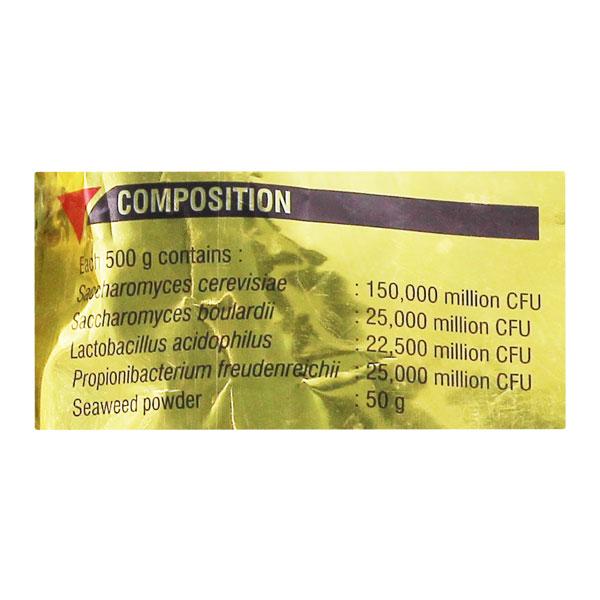 COMPOSITION
Each 500 g contains :
Saccharomyces cerevisiae : 150,000 million CFU
Saccharomyces boulardii : 25,000 million CFU
Lactobacillus acidophilus : 22,500 million CFU
Propionibacterium freudenreichii : 25,000 million CFU
Seaweed powder : 50 g